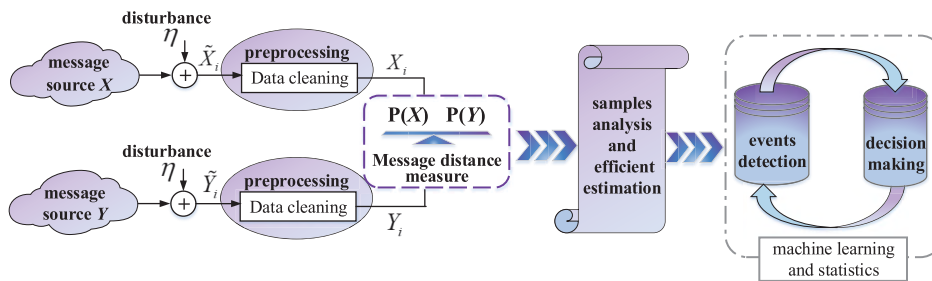 disturbance
η
message
source X
+
X̃i
preprocessing
Data cleaning
Xi
P(X) P(Y)
Message distance
measure
disturbance
η
message
source Y
+
Ỹi
preprocessing
Data cleaning
Yi
samples
analysis
and
efficient
estimation
events
detection
decision
making
machine learning
and statistics